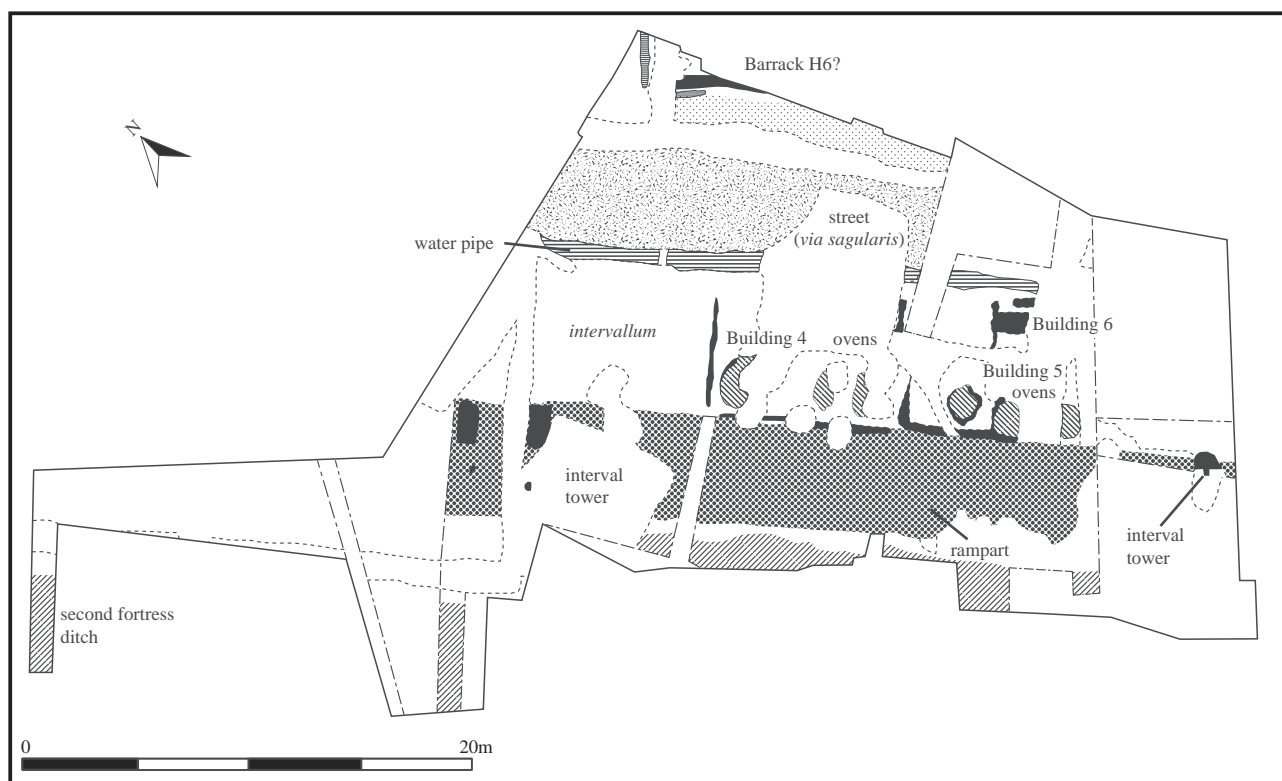 Barrack H6?
N
street
(via sagularis)
water pipe
intervallum
Building 4
ovens
Building 6
Building 5
ovens
interval
tower
interval
tower
rampart
second fortress
ditch
0
20m